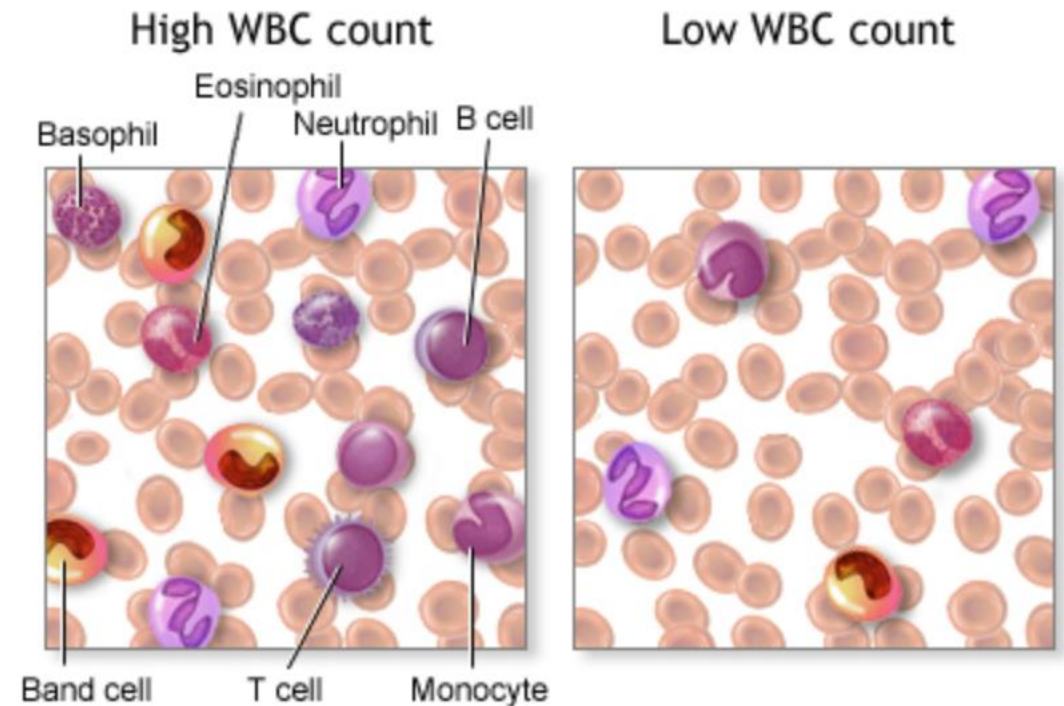 High WBC count
Low WBC count
Eosinophil
Basophil
Neutrophil
B cell
Band cell
T cell
Monocyte